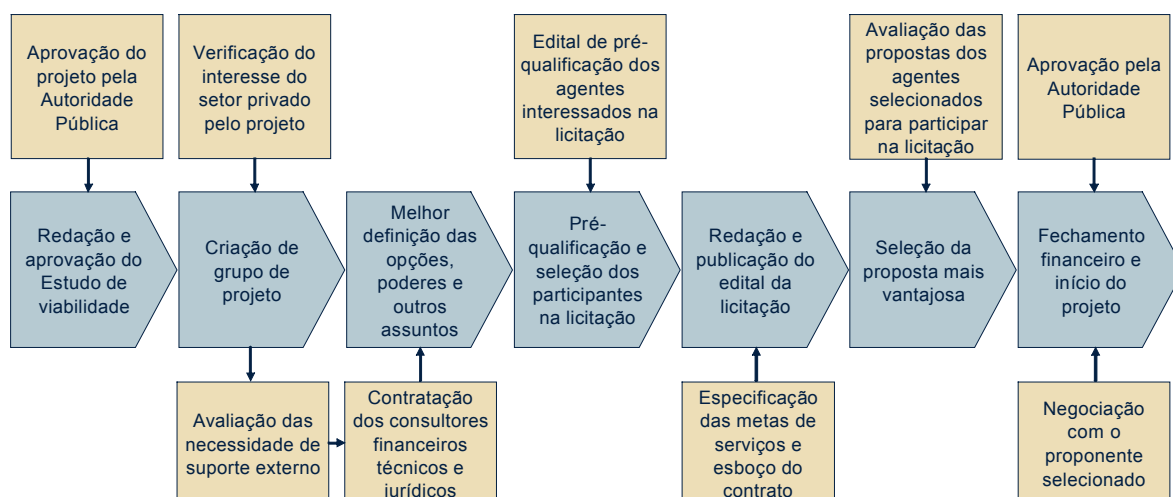 Aprovação do
projeto pela
Autoridade
Pública
Verificação do
interesse do
setor privado
pelo projeto
Edital de pré-
qualificação dos
agentes
interessados na
licitação
Avaliação das
propostas dos
agentes
selecionados
para participar
na licitação
Aprovação pela
Autoridade
Pública
Redação e
aprovação do
Estudo de
viabilidade
Criação de
grupo de
projeto
Melhor
definição das
opções,
poderes e
outros
assuntos
Pré-
qualificação e
seleção dos
participantes
na licitação
Redação e
publicação do
edital da
licitação
Seleção da
proposta mais
vantajosa
Fechamento
financeiro e
início do
projeto
Avaliação das
necessidade de
suporte externo
Contratação
dos consultores
financeiros
técnicos e
jurídicos
Especificação
das metas de
serviços e
esboço do
contrato
Negociação
com o
proponente
selecionado